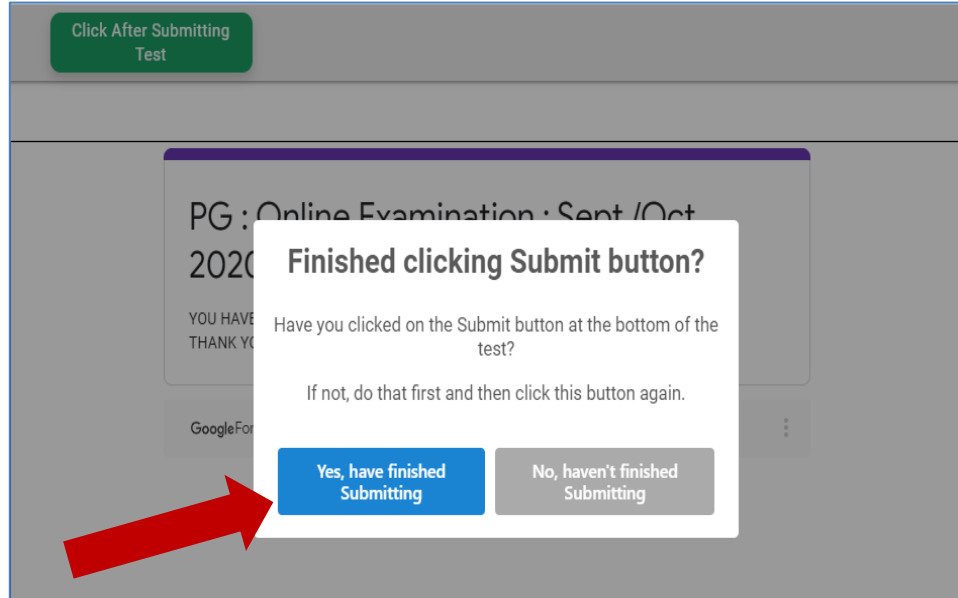 Click After Submitting
Test
PG : Online Examination : Sept /Oct
2020
Finished clicking Submit button?
YOU HAVE
Have you clicked on the Submit button at the bottom of the
THANK
test?
If not, do that first and then click this button again.
Google
Yes, have finished
Submitting
No, haven't finished
Submitting